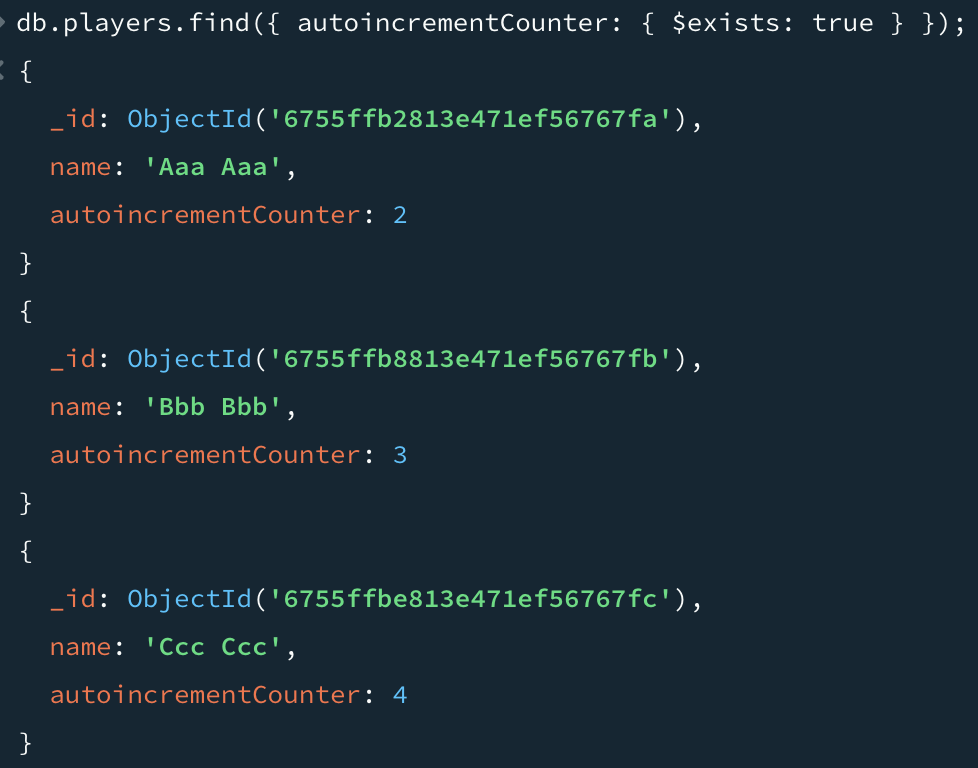 db.players.find({ autoincrementCounter: { $exists: true } });
{
_id: ObjectId('6755ffb2813e471ef56767fa'),
name: 'Aaa Aaa',
autoincrementCounter: 2
}
{
_id: ObjectId('6755ffb8813e471ef56767fb'),
name: 'Bbb Bbb',
autoincrementCounter: 3
}
{
_id: ObjectId('6755ffbe813e471ef56767fc'),
name: 'Ccc Ccc',
autoincrementCounter: 4
}